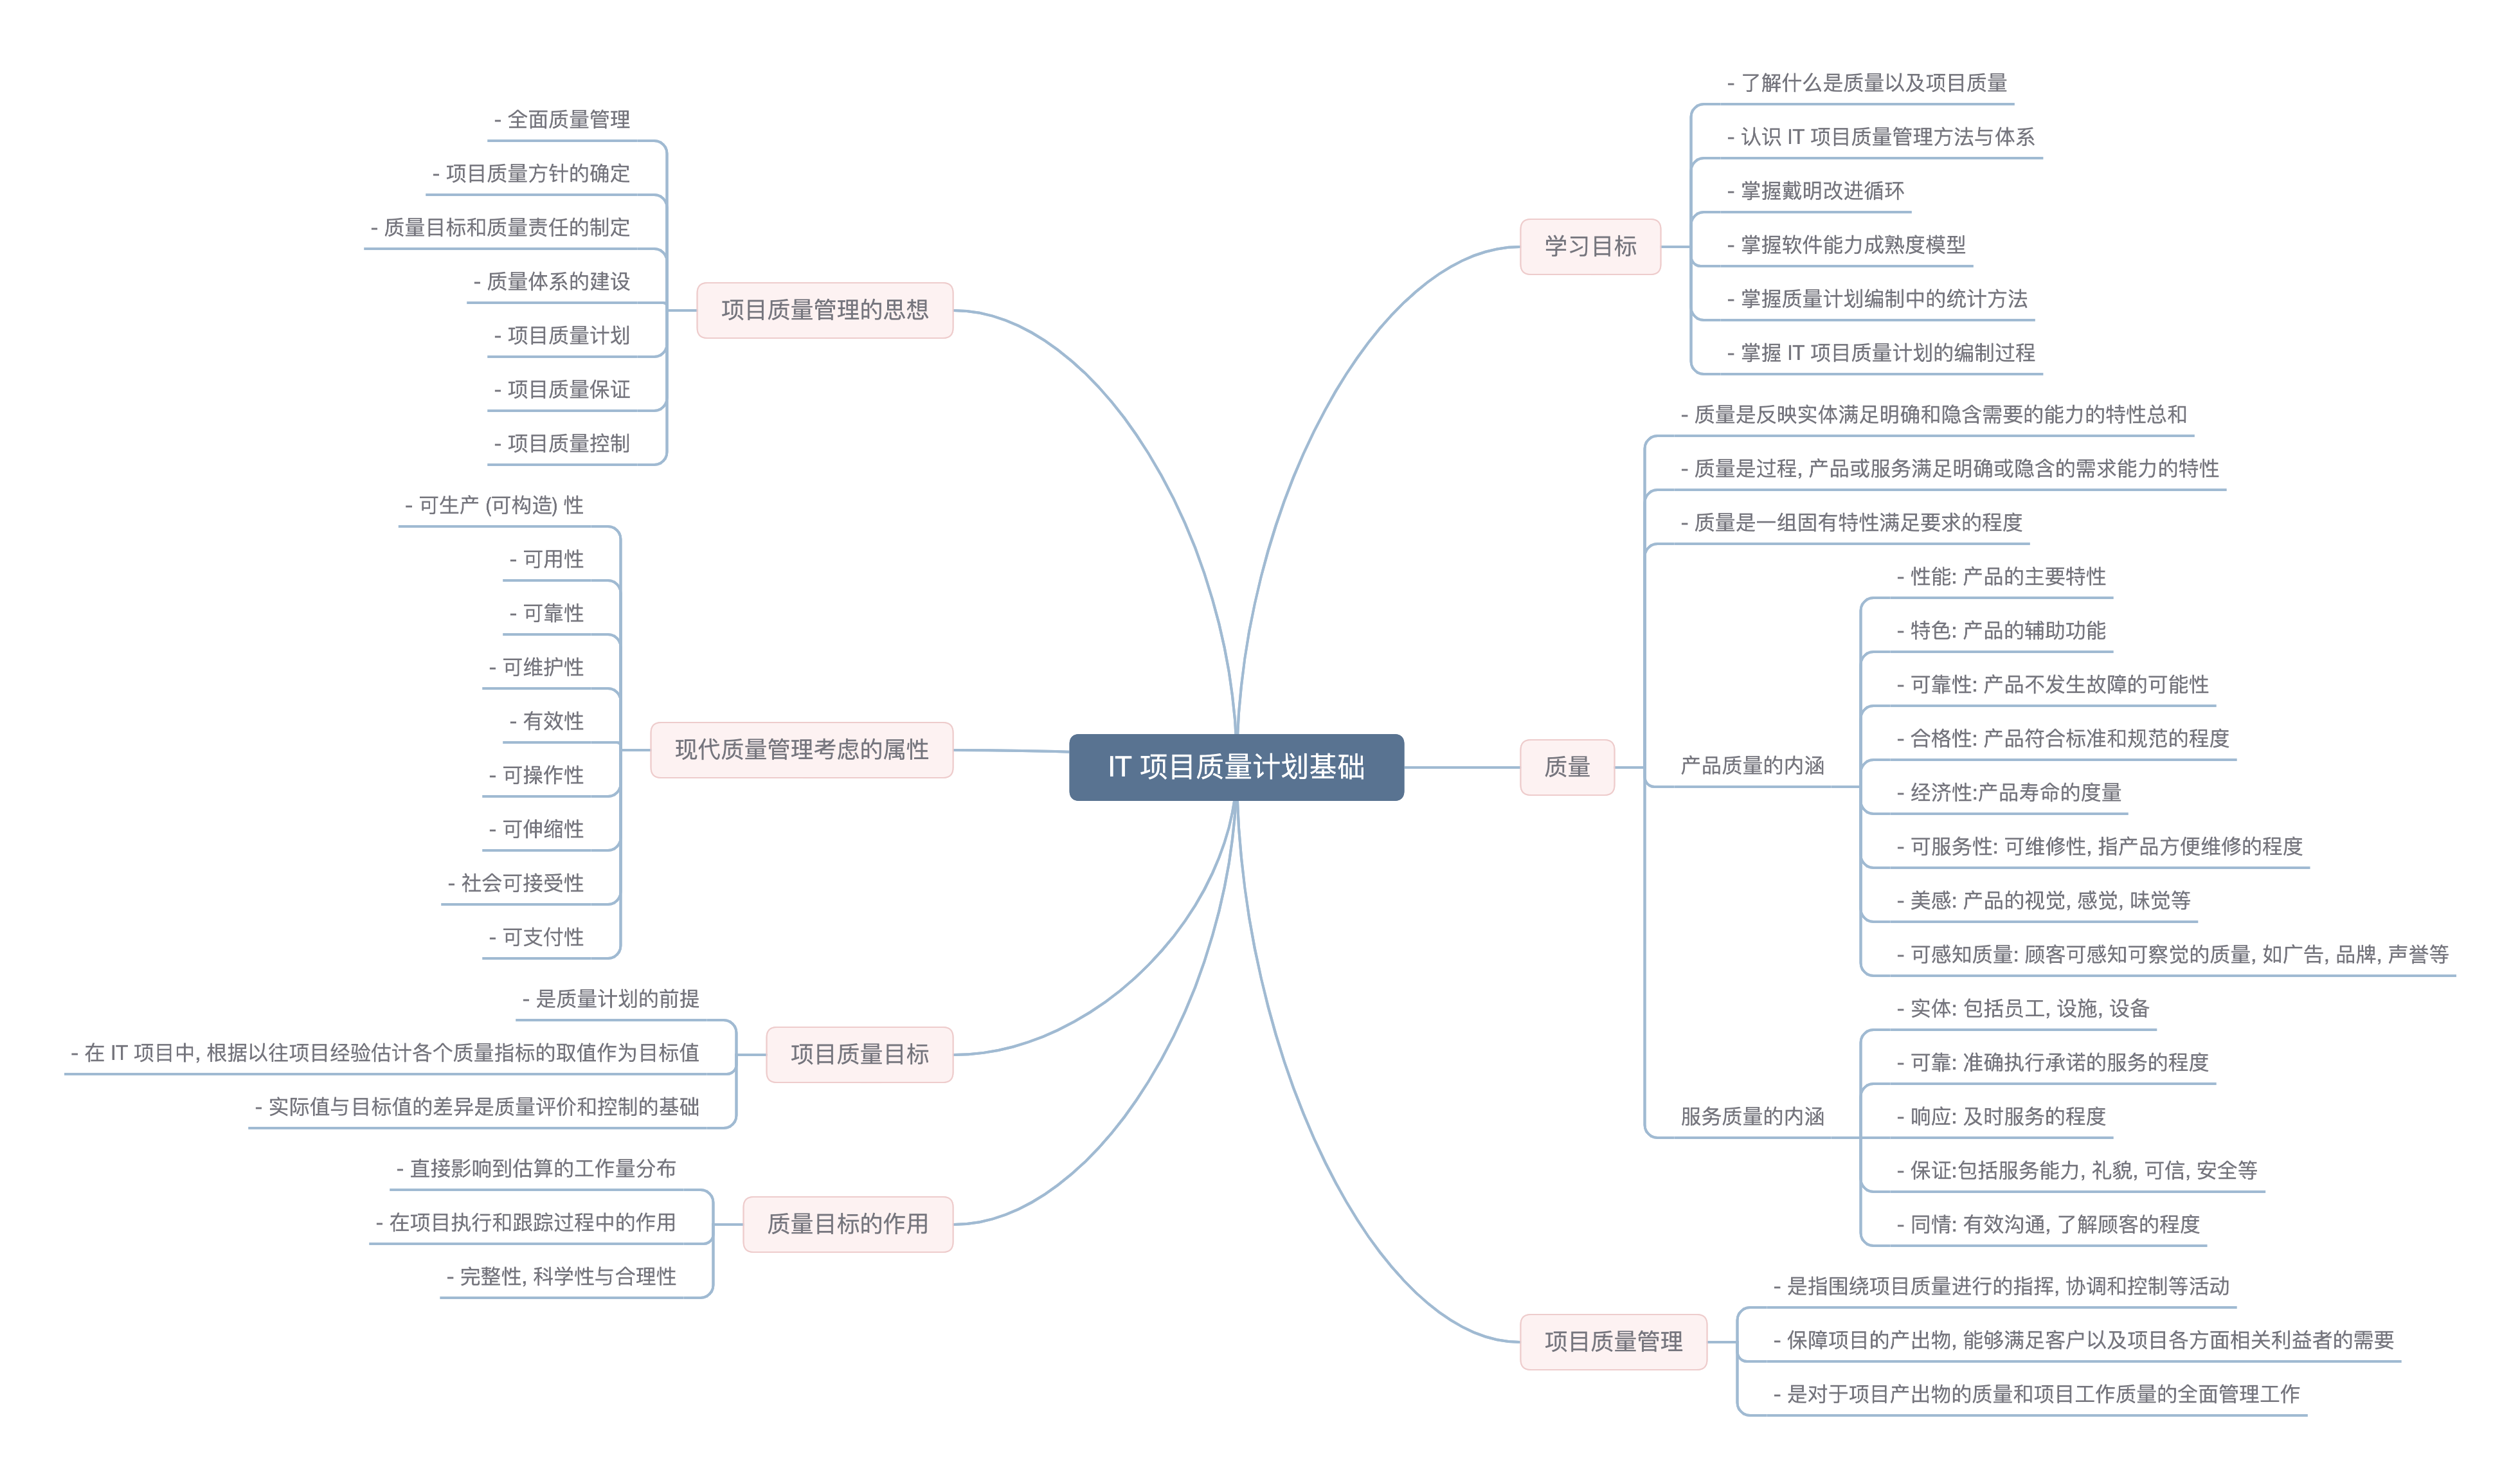 IT 项目质量计划基础
学习目标
- 了解什么是质量以及项目质量
- 认识 IT 项目质量管理方法与体系
- 掌握戴明改进循环
- 掌握软件能力成熟度模型
- 掌握质量计划编制中的统计方法
- 掌握 IT 项目质量计划的编制过程
质量
- 质量是反映实体满足明确和隐含需要的能力的特性总和
- 质量是过程, 产品或服务满足明确或隐含的需求能力的特性
- 质量是一组固有特性满足要求的程度
产品质量的内涵
- 性能: 产品的主要特性
- 特色: 产品的辅助功能
- 可靠性: 产品不发生故障的可能性
- 合格性: 产品符合标准和规范的程度
- 经济性:产品寿命的度量
- 可服务性: 可维修性, 指产品方便维修的程度
- 美感: 产品的视觉, 感觉, 味觉等
- 可感知质量: 顾客可感知可察觉的质量, 如广告, 品牌, 声誉等
服务质量的内涵
- 实体: 包括员工, 设施, 设备
- 可靠: 准确执行承诺的服务的程度
- 响应: 及时服务的程度
- 保证:包括服务能力, 礼貌, 可信, 安全等
- 同情: 有效沟通, 了解顾客的程度
项目质量管理
- 是指围绕项目质量进行的指挥, 协调和控制等活动
- 保障项目的产出物, 能够满足客户以及项目各方面相关利益者的需要
- 是对于项目产出物的质量和项目工作质量的全面管理工作
项目质量管理的思想
- 全面质量管理
- 项目质量方针的确定
- 质量目标和质量责任的制定
- 质量体系的建设
- 项目质量计划
- 项目质量保证
- 项目质量控制
现代质量管理考虑的属性
- 可生产 (可构造) 性
- 可用性
- 可靠性
- 可维护性
- 有效性
- 可操作性
- 可伸缩性
- 社会可接受性
- 可支付性
项目质量目标
- 是质量计划的前提
- 在 IT 项目中, 根据以往项目经验估计各个质量指标的取值作为目标值
- 实际值与目标值的差异是质量评价和控制的基础
质量目标的作用
- 直接影响到估算的工作量分布
- 在项目执行和跟踪过程中的作用
- 完整性, 科学性与合理性